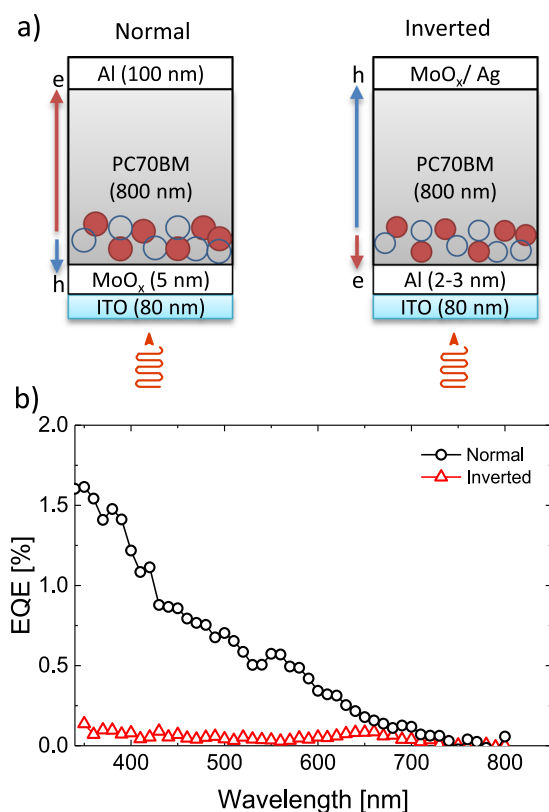 a)
Normal
Inverted
e
Al (100 nm)
h
MoOₓ/ Ag
PC70BM
(800 nm)
PC70BM
(800 nm)
h
MoOₓ (5 nm)
e
Al (2-3 nm)
ITO (80 nm)
ITO (80 nm)
b)
2.0
1.5
1.0
0.5
0.0
EQE [%]
Normal
Inverted
400
500
600
700
800
Wavelength [nm]